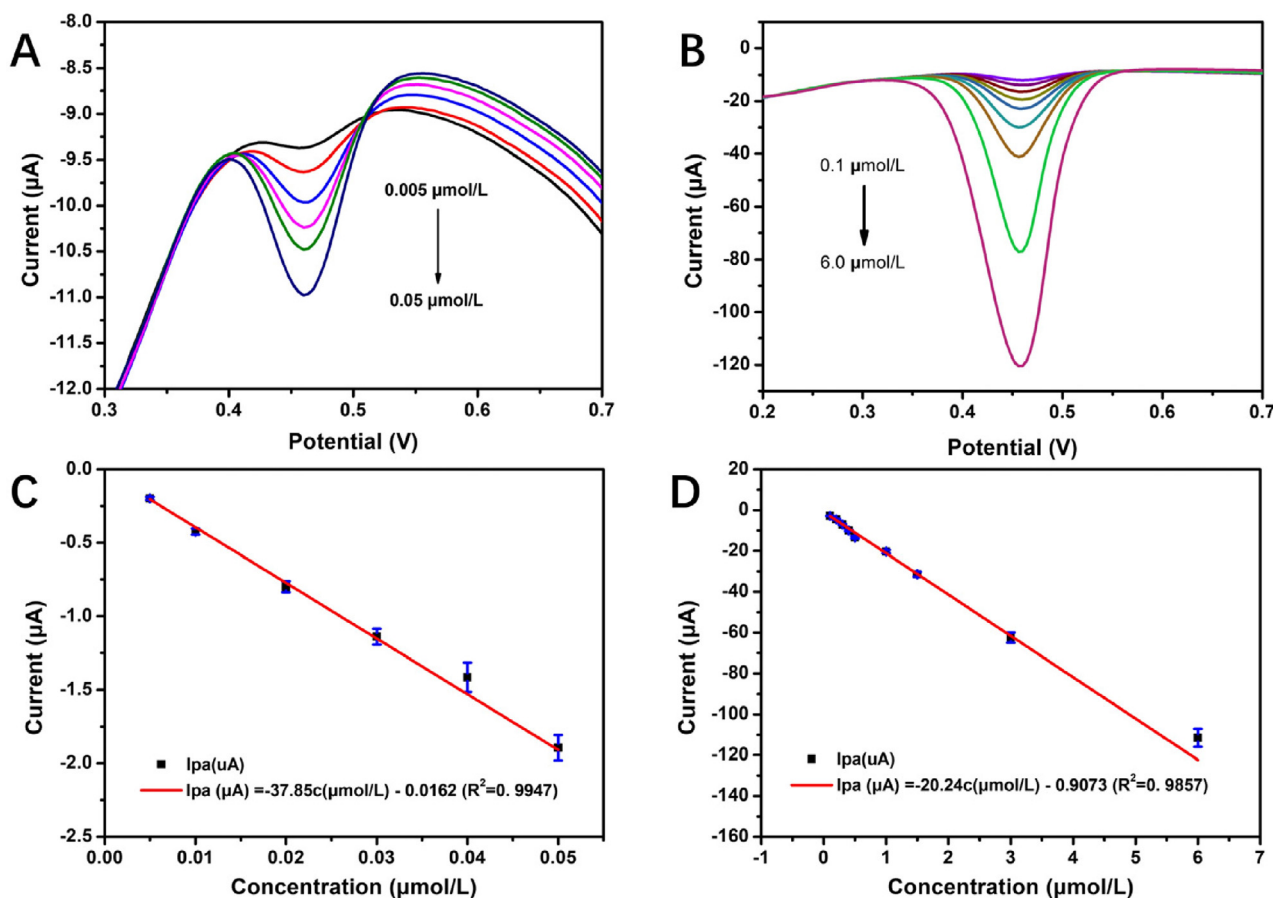 A
-8.0
-8.5
-9.0
-9.5
-10.0
-10.5
-11.0
-11.5
-12.0
Current (µA)
0.005 µmol/L
0.05 µmol/L
0.3 0.4 0.5 0.6 0.7
Potential (V)
B
0
-20
-40
-60
-80
-100
-120
Current (µA)
0.1 µmol/L
6.0 µmol/L
0.2 0.3 0.4 0.5 0.6 0.7
Potential (V)
C
0.0
-0.5
-1.0
-1.5
-2.0
-2.5
Current (µA)
Ipa(uA)
Ipa (µA) =-37.85c(µmol/L) - 0.0162 (R²=0. 9947)
0.00 0.01 0.02 0.03 0.04 0.05
Concentration (µmol/L)
D
20
0
-20
-40
-60
-80
-100
-120
-140
-160
Current (µA)
Ipa(uA)
Ipa (µA) =-20.24c(µmol/L) - 0.9073 (R²=0. 9857)
-1 0 1 2 3 4 5 6 7
Concentration (µmol/L)